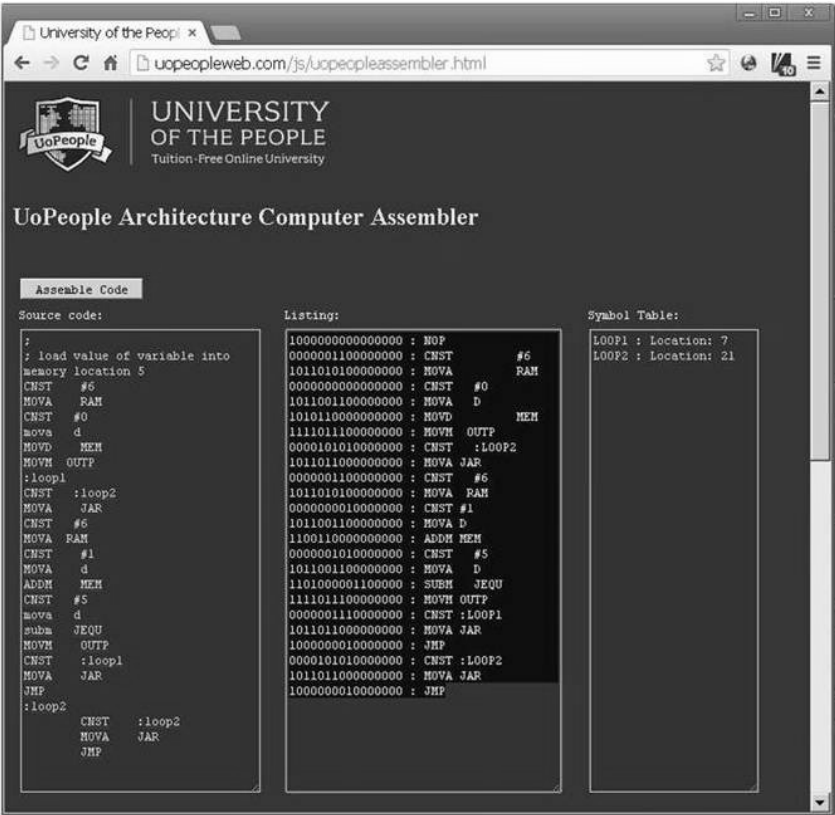 University of the Peopl ×
uopeopleweb.com/js/uopeopleassembler.html
10
UoPeople
UNIVERSITY
OF THE PEOPLE
Tuition-Free Online University
UoPeople Architecture Computer Assembler
Assemble Code
Source code:
;
; load value of variable into
memory location 5
CNST #6
MOVA RAM
CNST #0
mova d
MOVD MEM
MOVM OUTP
:loop1
CNST :loop2
MOVA JAR
CNST #6
MOVA RAM
CNST #1
MOVA d
ADDM MEM
CNST #5
mova d
subm JEQU
MOVM OUTP
CNST :loop1
MOVA JAR
JMP
:loop2
CNST :loop2
MOVA JAR
JMP
Listing:
1000000000000000 : NOP
0000001100000000 : CNST #6
1011010100000000 : MOVA RAM
0000000000000000 : CNST #0
1011001100000000 : MOVA D
1010110000000000 : MOVD MEM
1111011100000000 : MOVM OUTP
0000101010000000 : CNST :LOOP2
1011011000000000 : MOVA JAR
0000001100000000 : CNST #6
1011010100000000 : MOVA RAM
0000000010000000 : CNST #1
1011001100000000 : MOVA D
1100110000000000 : ADDM MEM
0000001010000000 : CNST #5
1011001100000000 : MOVA D
1101000001100000 : SUBM JEQU
1111011100000000 : MOVM OUTP
0000001110000000 : CNST :LOOP1
1011011000000000 : MOVA JAR
1000000010000000 : JMP
0000101010000000 : CNST :LOOP2
1011011000000000 : MOVA JAR
1000000010000000 : JMP
Symbol Table:
LOOP1 : Location: 7
LOOP2 : Location: 21